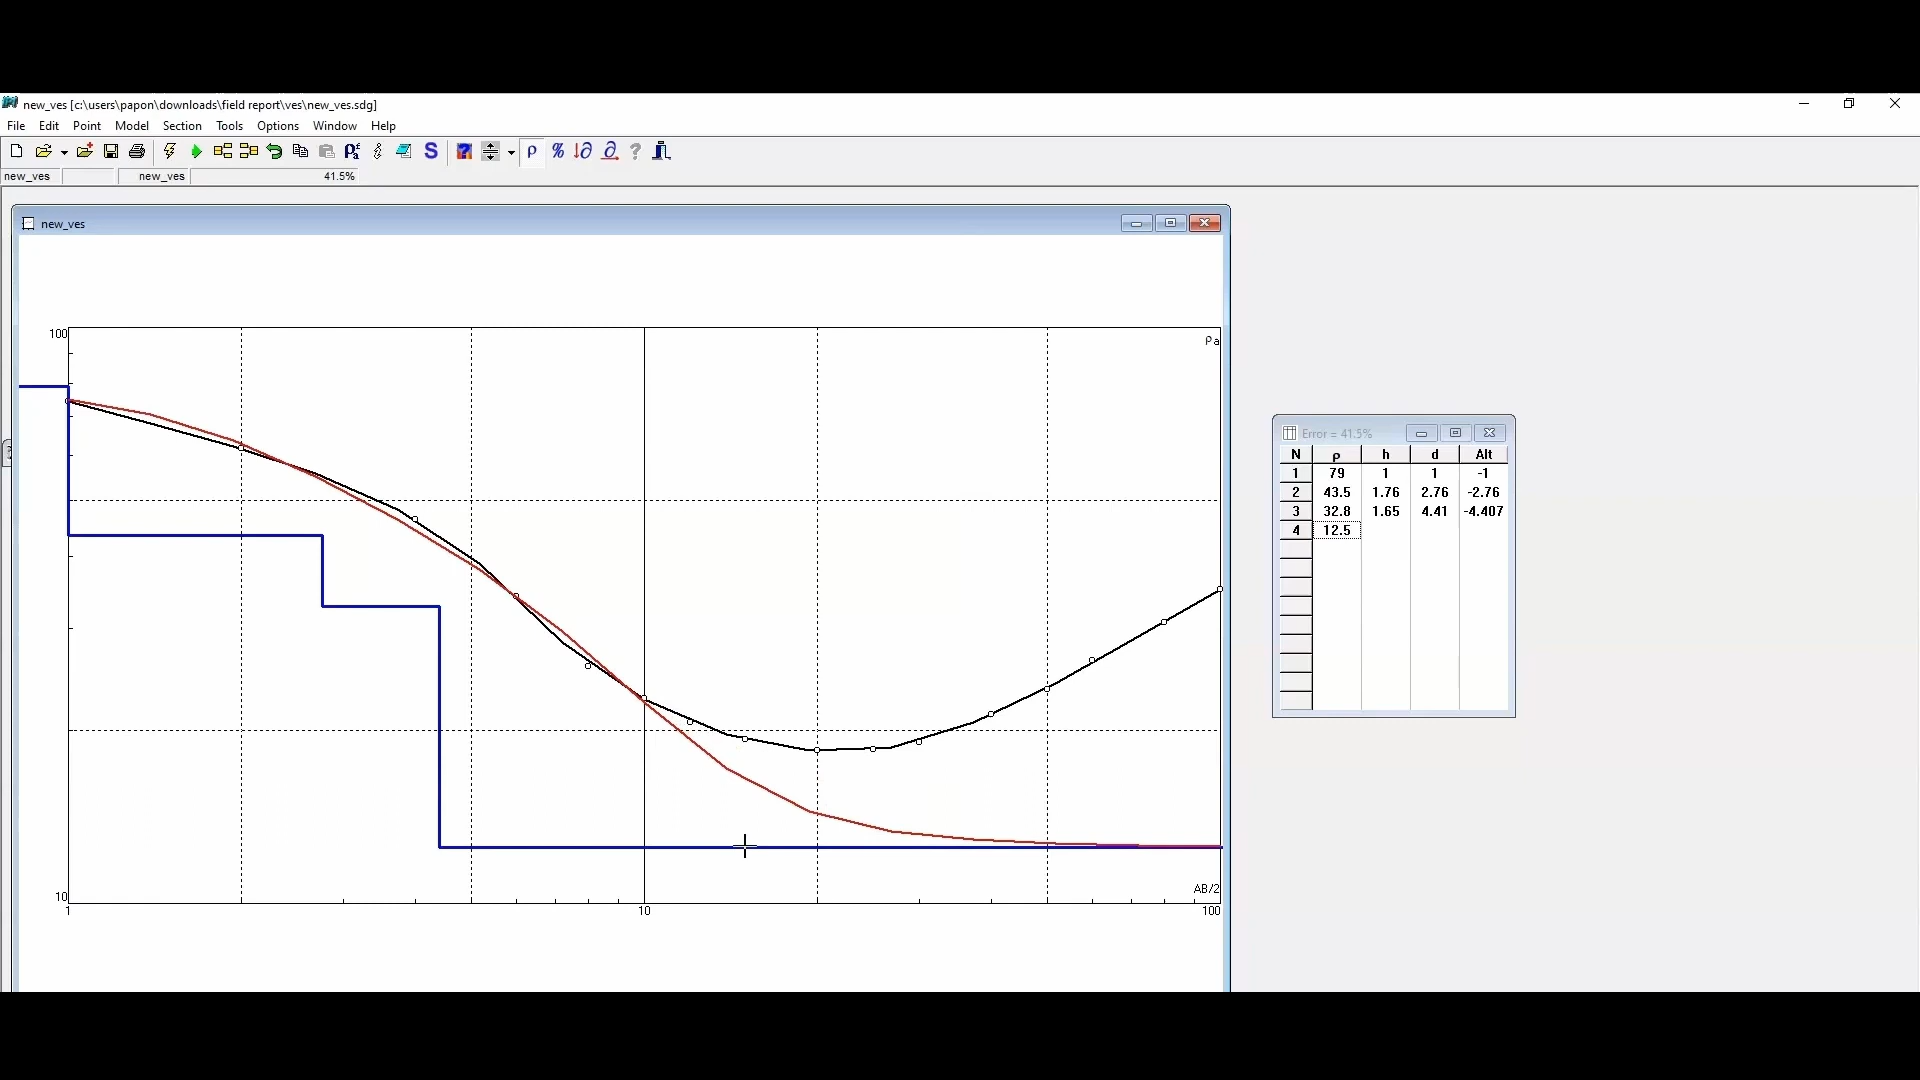 new_ves [c:\users\papon\downloads\field report\ves\new_ves.sdg]
File Edit Point Model Section Tools Options Window Help
S ρ % ↓∂ ∂ ?
new_ves new_ves 41.5%
new_ves
100
ρa
10
AB/2
1 10 100
Error = 41.5%
N ρ h d Alt
1 79 1 1 -1
2 43.5 1.76 2.76 -2.76
3 32.8 1.65 4.41 -4.407
4 12.5